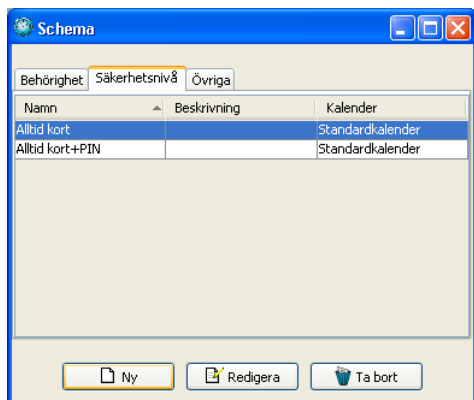 Schema
Behörighet Säkerhetsnivå Övriga
Namn Beskrivning Kalender
Alltid kort Standardkalender
Alltid kort+PIN Standardkalender
Ny Redigera Ta bort